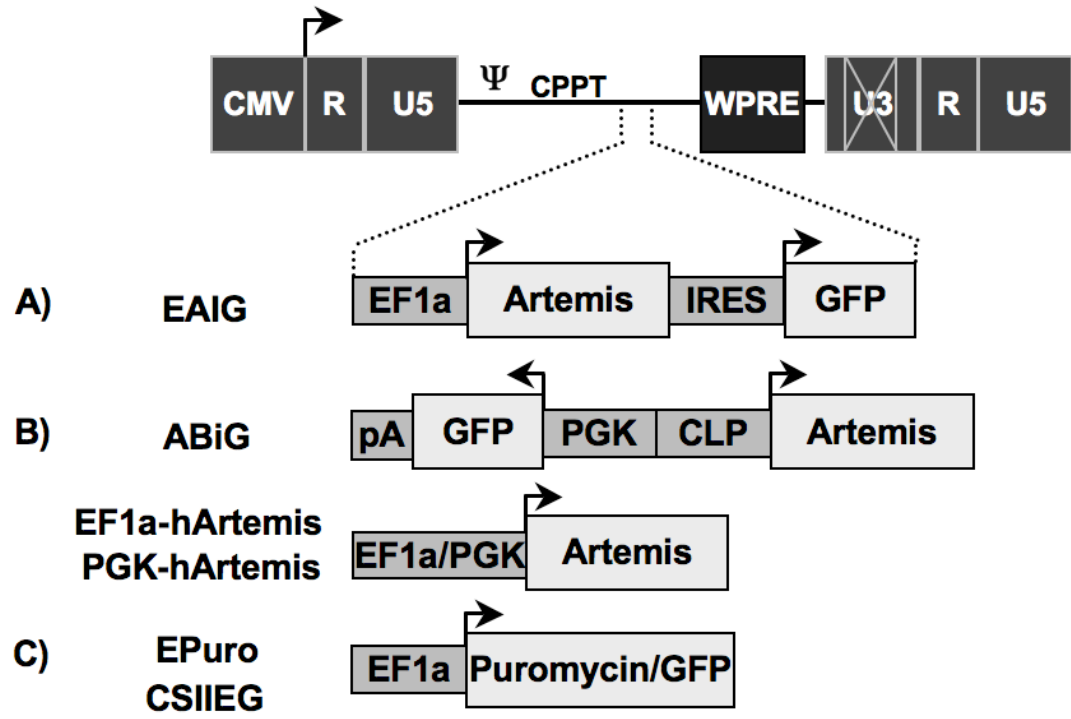 CMV R U5 Ψ CPPT WPRE U3 R U5
A) EAIG EF1a Artemis IRES GFP
B) ABiG pA GFP PGK CLP Artemis
EF1a-hArtemis
PGK-hArtemis
EF1a/PGK Artemis
C) EPuro
CSIIEG
EF1a Puromycin/GFP